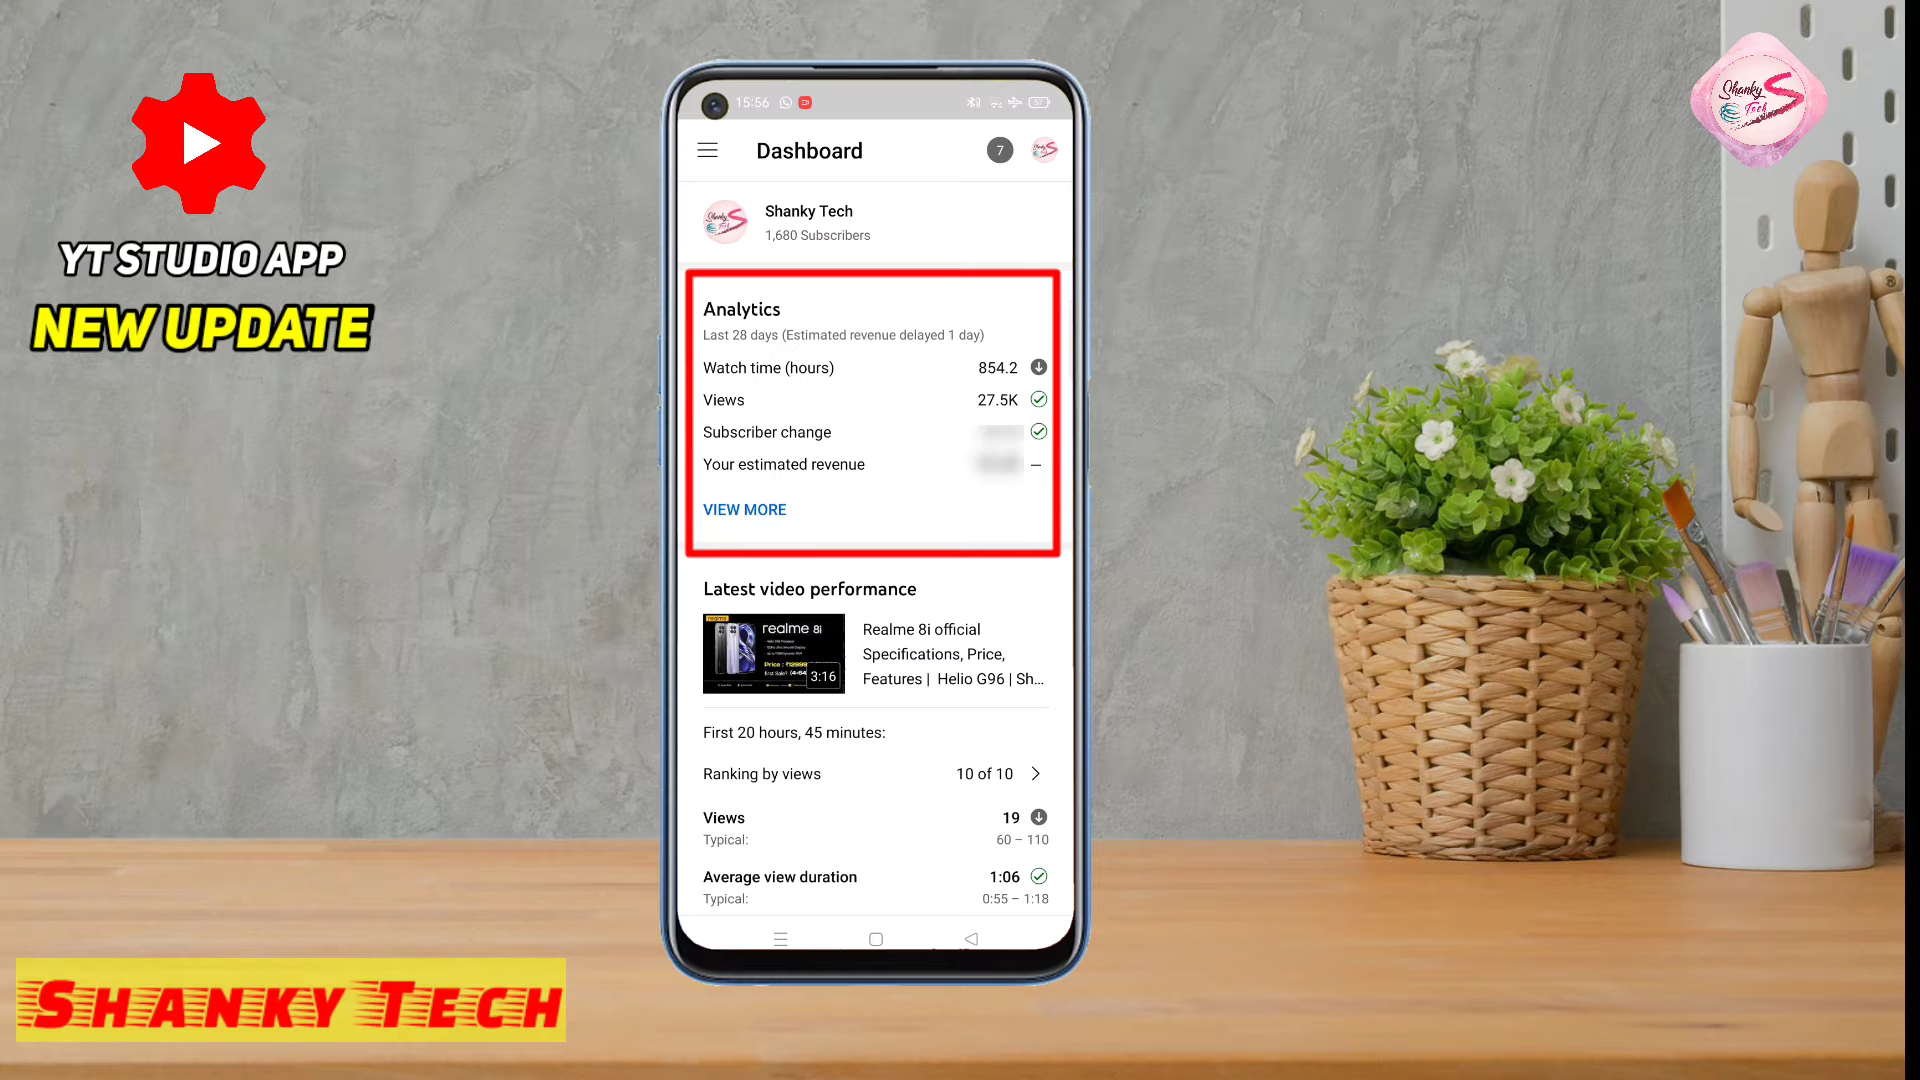 YT STUDIO APP
NEW UPDATE
Shanky
Tech
15:56
57
Dashboard
7
Shanky Tech
1,680 Subscribers
Analytics
Last 28 days (Estimated revenue delayed 1 day)
Watch time (hours) 854.2
Views 27.5K
Subscriber change
Your estimated revenue –
VIEW MORE
Latest video performance
realme
realme 8i
3:16
Realme 8i official
Specifications, Price,
Features | Helio G96 | Sh...
First 20 hours, 45 minutes:
Ranking by views 10 of 10
Views 19
Typical: 60 – 110
Average view duration 1:06
Typical: 0:55 – 1:18
SHANKY TECH